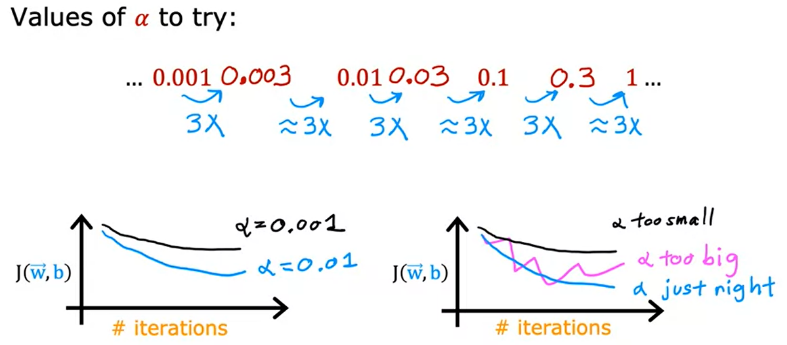 Values of α to try:
... 0.001 0.003 0.01 0.03 0.1 0.3 1 ...
3X ≈3X 3X ≈3X 3X ≈3X
J(w⃗, b)
α=0.001
α=0.01
# iterations
J(w⃗, b)
α too small
α too big
α just right
# iterations